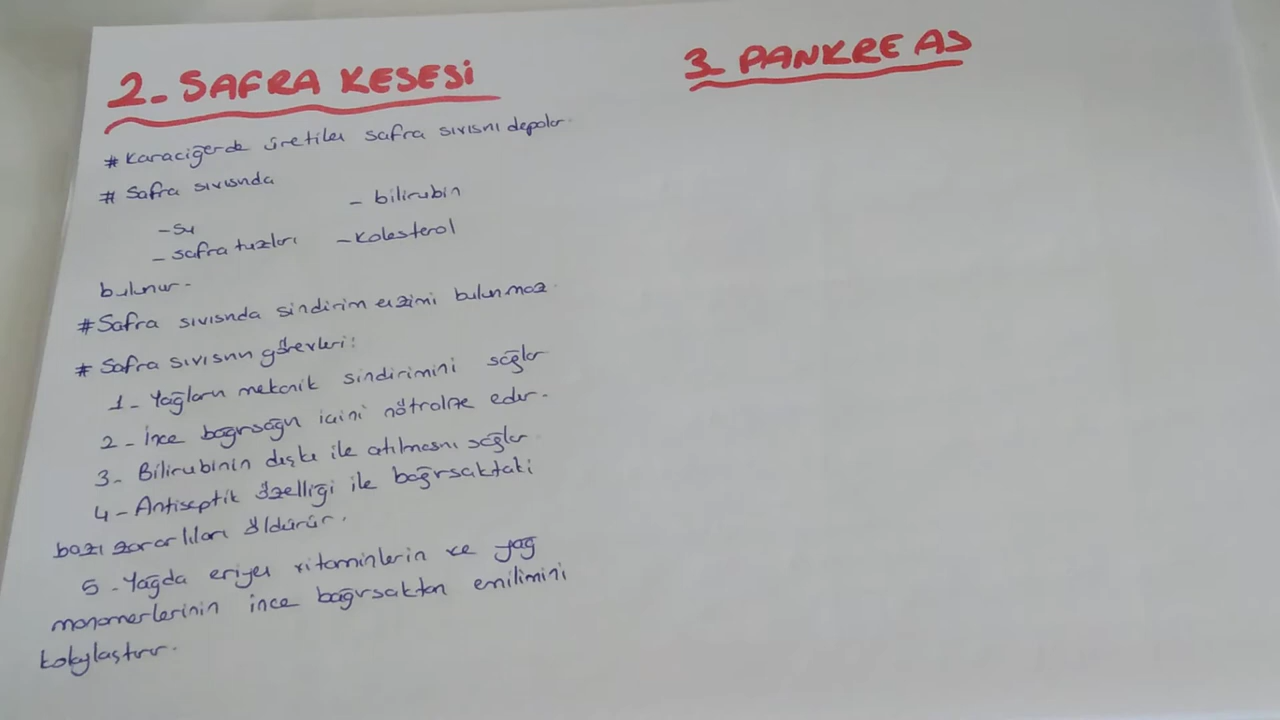 2- SAFRA KESESİ
# Karaciğerde üretilen safra sıvısını depolar.
# Safra sıvısında
- Su
- bilirubin
- safra tuzları
- Kolesterol
bulunur.
# Safra sıvısında sindirim enzimi bulunmaz.
# Safra sıvısının görevleri:
1- Yağların mekanik sindirimini sağlar
2- İnce bağırsağın içini nötralize eder.
3- Bilirubinin dışkı ile atılmasını sağlar
4- Antiseptik özelliği ile bağırsaktaki
bazı zararlıları öldürür.
5- Yağda eriyen vitaminlerin ve yağ
monomerlerinin ince bağırsaktan emilimini
kolaylaştırır.
3. PANKREAS